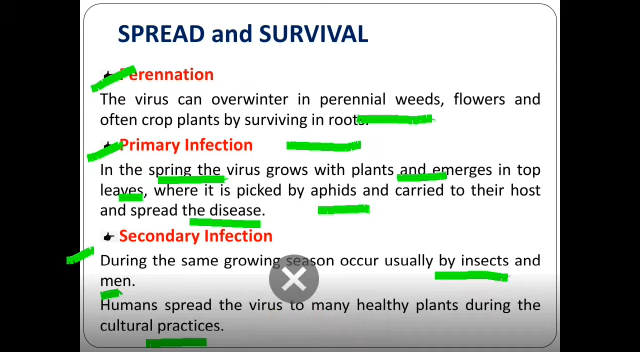 SPREAD and SURVIVAL
Perennation
The virus can overwinter in perennial weeds, flowers and
often crop plants by surviving in roots.
Primary Infection
In the spring the virus grows with plants and emerges in top
leaves, where it is picked by aphids and carried to their host
and spread the disease.
Secondary Infection
During the same growing season occur usually by insects and
men.
Humans spread the virus to many healthy plants during the
cultural practices.